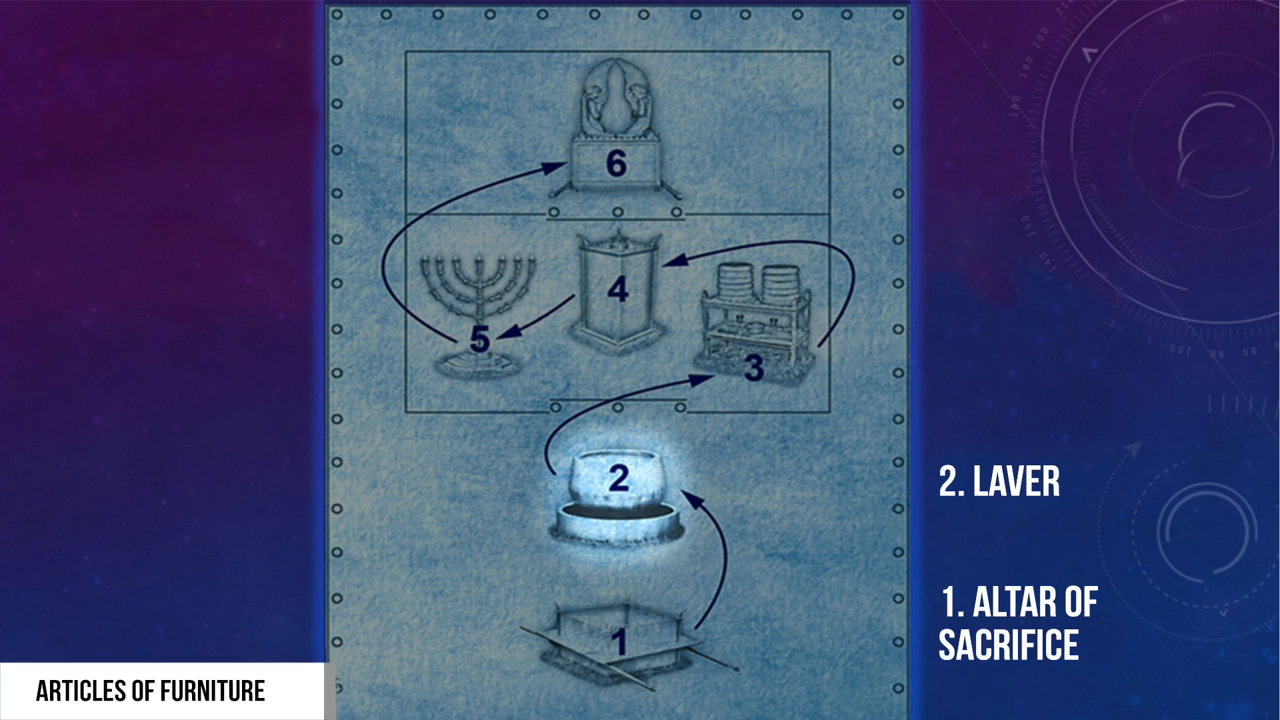 6
4
5
3
2
1
2. LAVER
1. ALTAR OF
SACRIFICE
ARTICLES OF FURNITURE